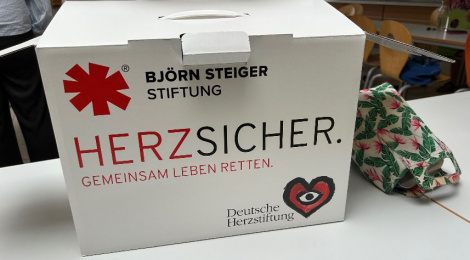 BJÖRN STEIGER
STIFTUNG
®
HERZSICHER.
GEMEINSAM LEBEN RETTEN.
Deutsche
Herzstiftung